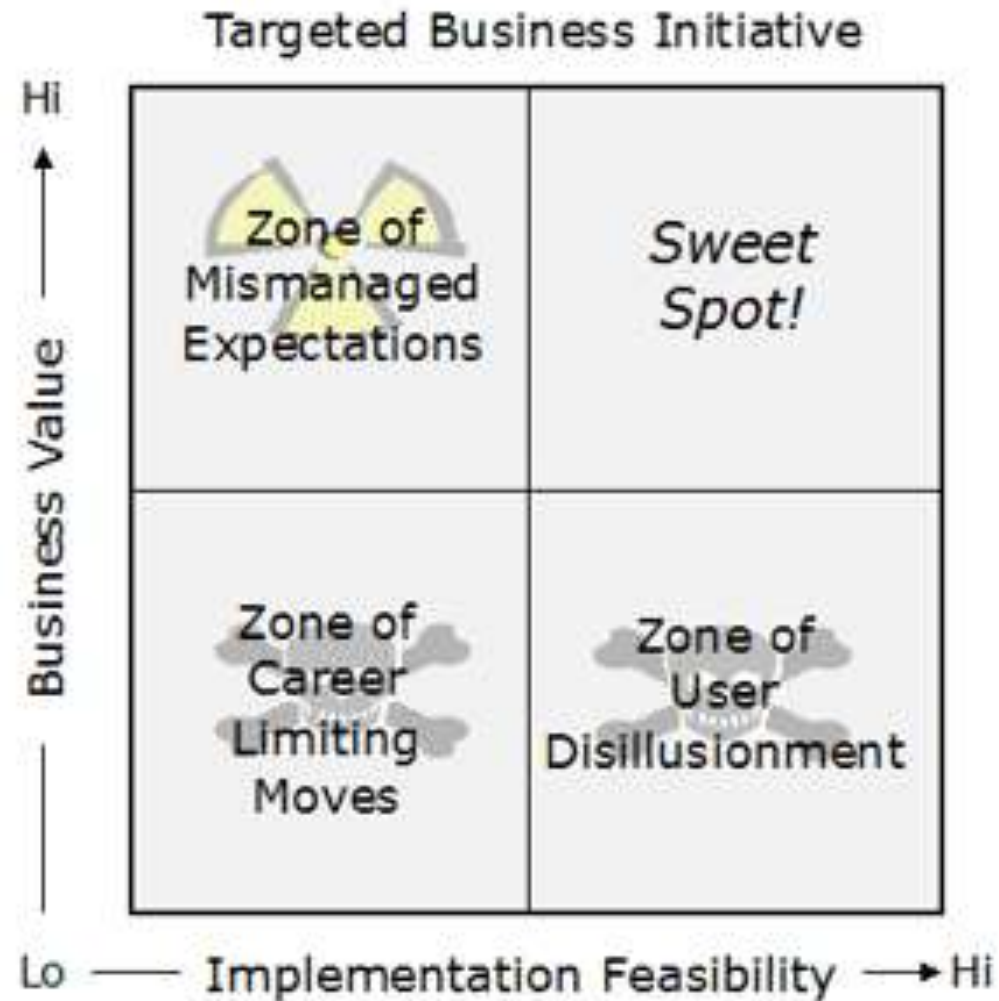 Targeted Business Initiative
Hi
Zone of
Mismanaged
Expectations
Sweet
Spot!
Business Value
Zone of
Career
Limiting
Moves
Zone of
User
Disillusionment
Lo
Implementation Feasibility
Hi